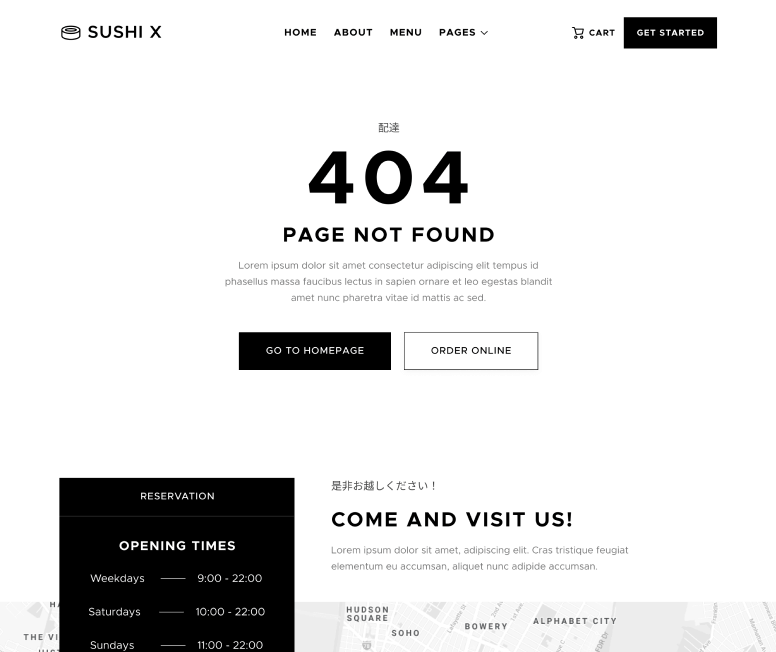 SUSHI X
HOME ABOUT MENU PAGES
CART GET STARTED
配達
404
PAGE NOT FOUND
Lorem ipsum dolor sit amet consectetur adipiscing elit tempus id
phasellus massa faucibus lectus in sapien ornare et leo egestas blandit
amet nunc pharetra vitae id mattis ac sed.
GO TO HOMEPAGE ORDER ONLINE
RESERVATION
OPENING TIMES
Weekdays 9:00 - 22:00
Saturdays 10:00 - 22:00
Sundays 11:00 - 22:00
是非お越しください！
COME AND VISIT US!
Lorem ipsum dolor sit amet, adipiscing elit. Cras tristique feugiat
elementum eu accumsan, aliquet nunc adipide accumsan.
HUDSON
SQUARE
SOHO
BOWERY
ALPHABET CITY
THE VI
Lafayette St
1st Ave